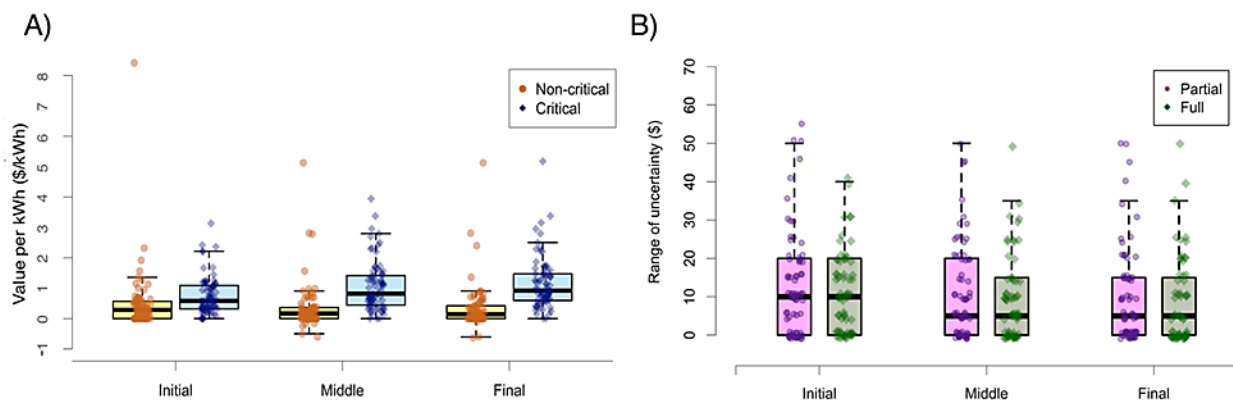 A)
Value per kWh ($/kWh)
8
7
6
5
4
3
2
1
0
-1
Non-critical
Critical
Initial
Middle
Final
B)
Range of uncertainty ($)
70
60
50
40
30
20
10
0
Partial
Full
Initial
Middle
Final